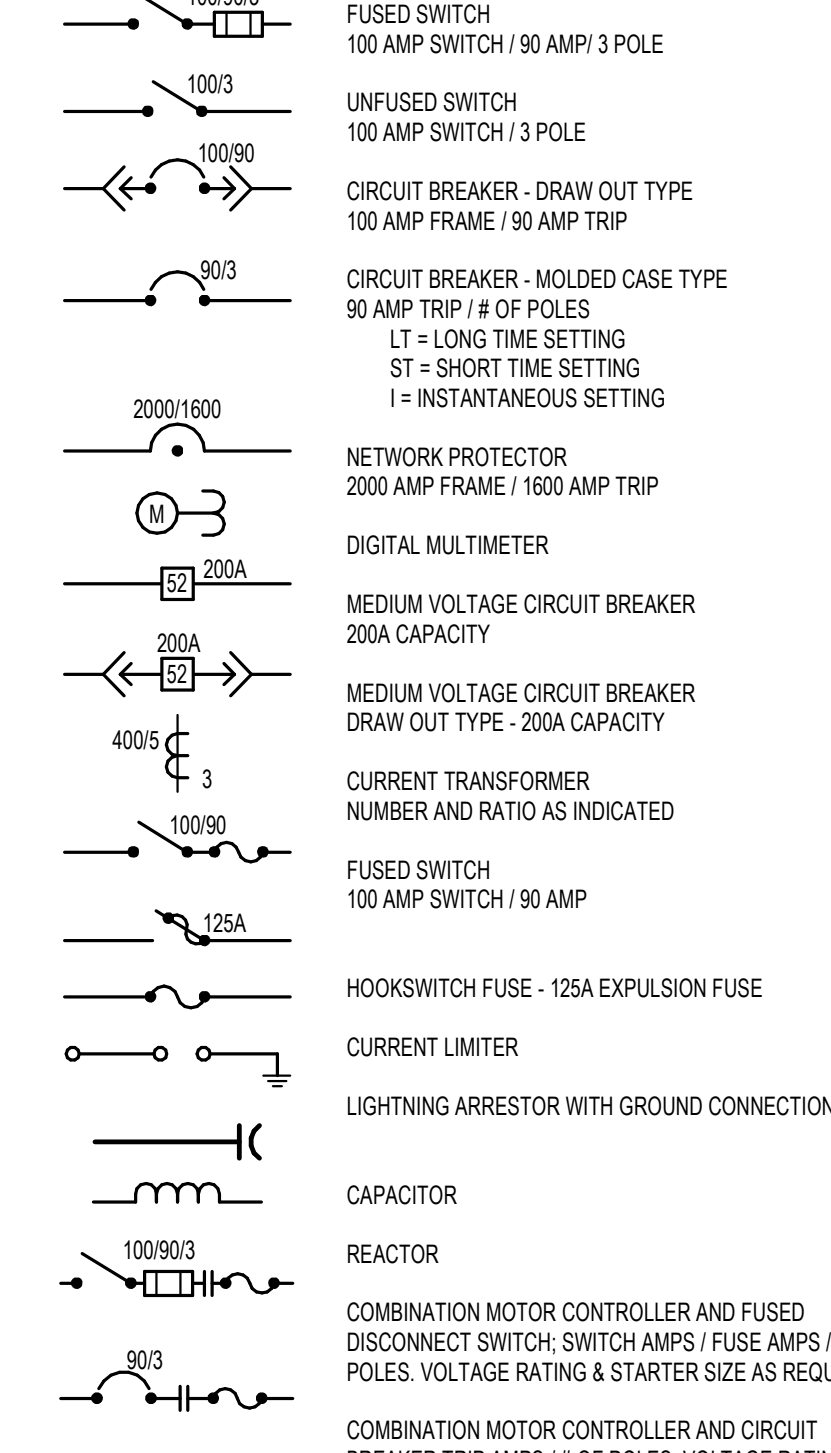 FUSED SWITCH
100 AMP SWITCH / 90 AMP/ 3 POLE
100/3
UNFUSED SWITCH
100 AMP SWITCH / 3 POLE
100/90
CIRCUIT BREAKER - DRAW OUT TYPE
100 AMP FRAME / 90 AMP TRIP
90/3
CIRCUIT BREAKER - MOLDED CASE TYPE
90 AMP TRIP / # OF POLES
LT = LONG TIME SETTING
ST = SHORT TIME SETTING
I = INSTANTANEOUS SETTING
2000/1600
NETWORK PROTECTOR
2000 AMP FRAME / 1600 AMP TRIP
M
DIGITAL MULTIMETER
52 200A
MEDIUM VOLTAGE CIRCUIT BREAKER
200A CAPACITY
200A
52
MEDIUM VOLTAGE CIRCUIT BREAKER
DRAW OUT TYPE - 200A CAPACITY
400/5
3
CURRENT TRANSFORMER
NUMBER AND RATIO AS INDICATED
100/90
FUSED SWITCH
100 AMP SWITCH / 90 AMP
125A
HOOKSWITCH FUSE - 125A EXPULSION FUSE
CURRENT LIMITER
LIGHTNING ARRESTOR WITH GROUND CONNECTION
CAPACITOR
REACTOR
100/90/3
COMBINATION MOTOR CONTROLLER AND FUSED
DISCONNECT SWITCH; SWITCH AMPS / FUSE AMPS /
POLES. VOLTAGE RATING & STARTER SIZE AS
90/3
COMBINATION MOTOR CONTROLLER AND CIRCUIT